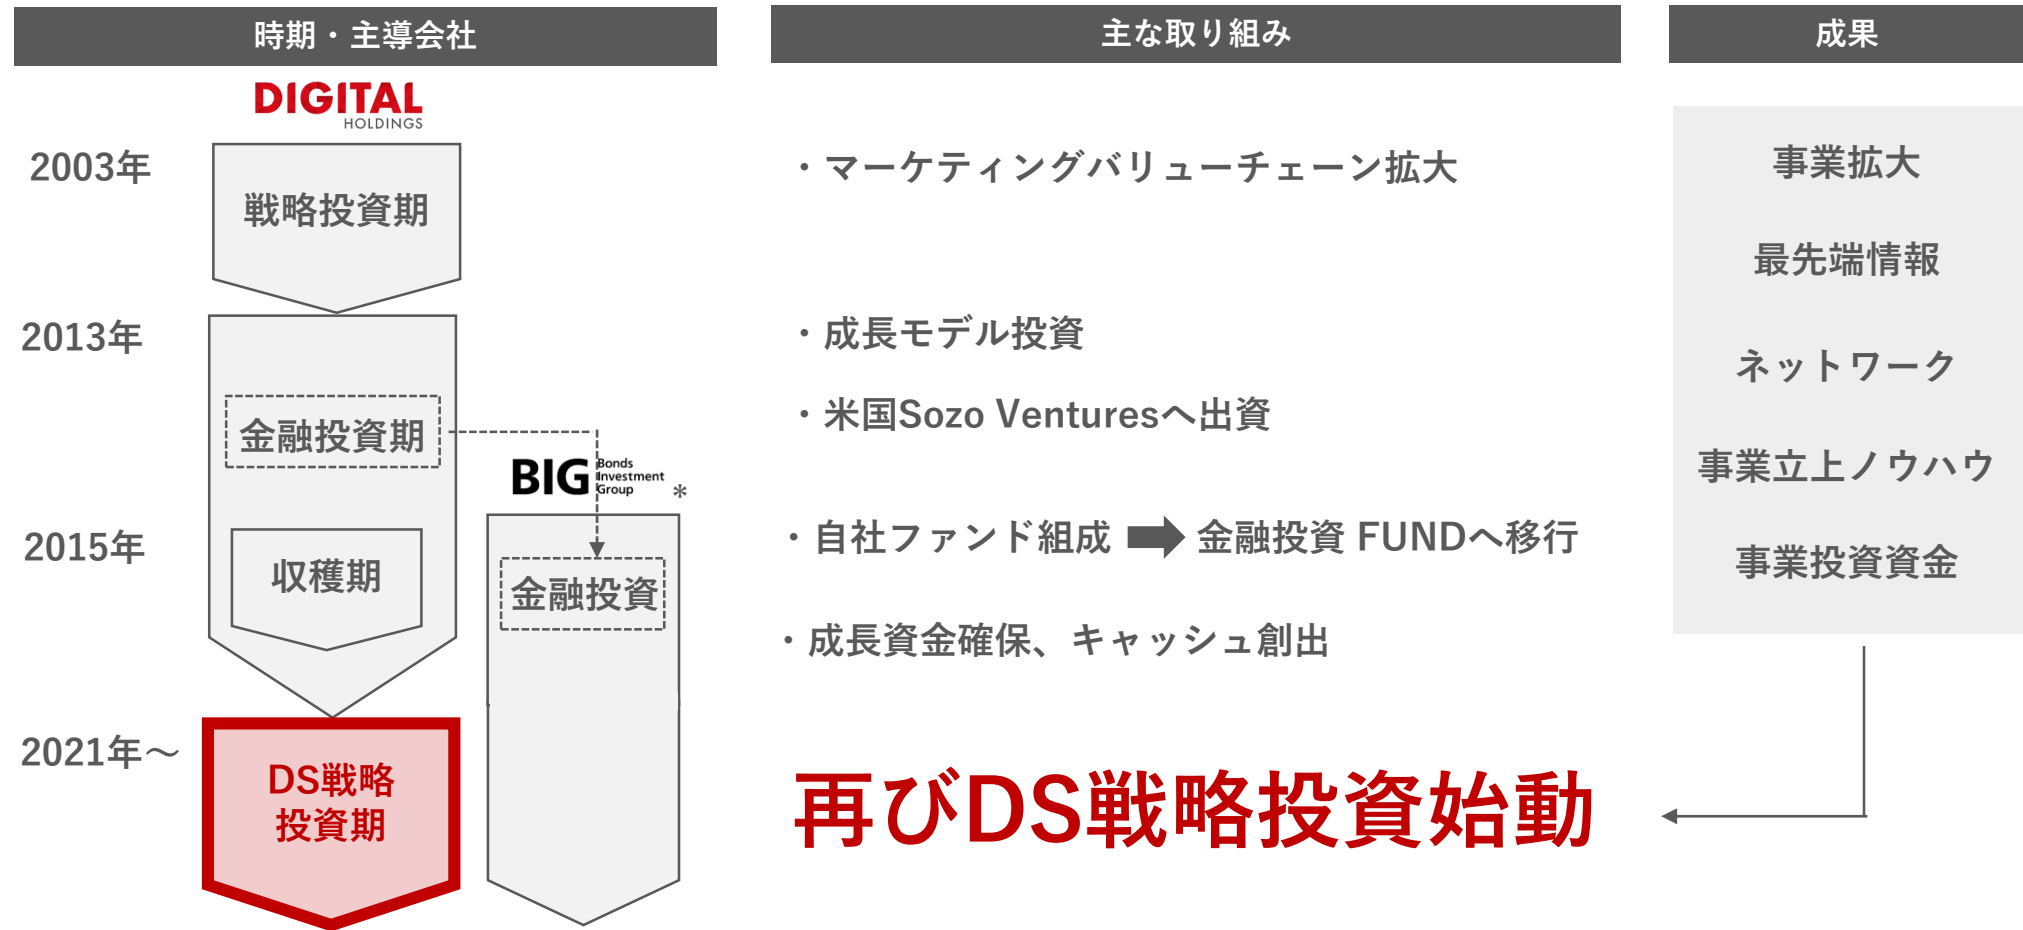 時期・主導会社
主な取り組み
成果
DIGITAL
HOLDINGS
2003年
戦略投資期
・マーケティングバリューチェーン拡大
事業拡大
最先端情報
2013年
・成長モデル投資
ネットワーク
金融投資期
・米国Sozo Venturesへ出資
BIG
Bonds
Investment
Group
*
事業立上ノウハウ
2015年
収穫期
金融投資
・自社ファンド組成 ➡ 金融投資 FUNDへ移行
事業投資資金
・成長資金確保、キャッシュ創出
2021年～
DS戦略
投資期
再びDS戦略投資始動